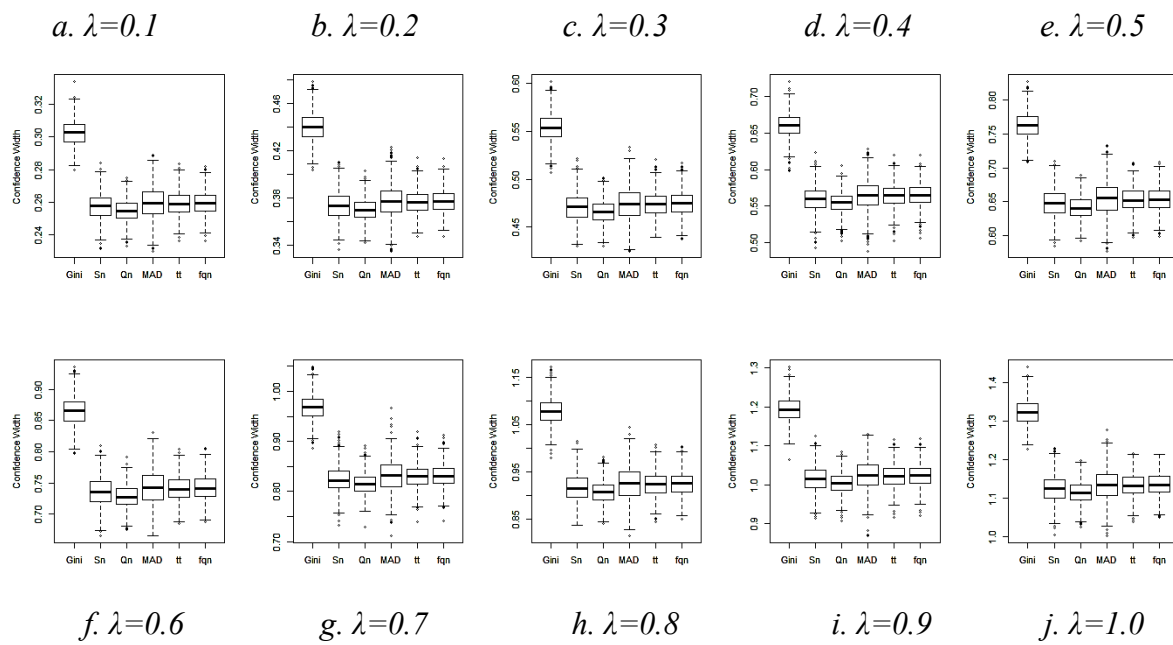 a. λ=0.1 b. λ=0.2 c. λ=0.3 d. λ=0.4 e. λ=0.5
Confidence Width
0.24 0.26 0.28 0.30 0.32
Gini Sn Qn MAD tt fqn
Confidence Width
0.34 0.38 0.42 0.46
Gini Sn Qn MAD tt fqn
Confidence Width
0.45 0.50 0.55 0.60
Gini Sn Qn MAD tt fqn
Confidence Width
0.50 0.55 0.60 0.65 0.70
Gini Sn Qn MAD tt fqn
Confidence Width
0.60 0.65 0.70 0.75 0.80
Gini Sn Qn MAD tt fqn
Confidence Width
0.70 0.75 0.80 0.85 0.90
Gini Sn Qn MAD tt fqn
Confidence Width
0.70 0.80 0.90 1.00
Gini Sn Qn MAD tt fqn
Confidence Width
0.85 0.95 1.05 1.15
Gini Sn Qn MAD tt fqn
Confidence Width
0.9 1.0 1.1 1.2 1.3
Gini Sn Qn MAD tt fqn
Confidence Width
1.0 1.1 1.2 1.3 1.4
Gini Sn Qn MAD tt fqn
f. λ=0.6 g. λ=0.7 h. λ=0.8 i. λ=0.9 j. λ=1.0